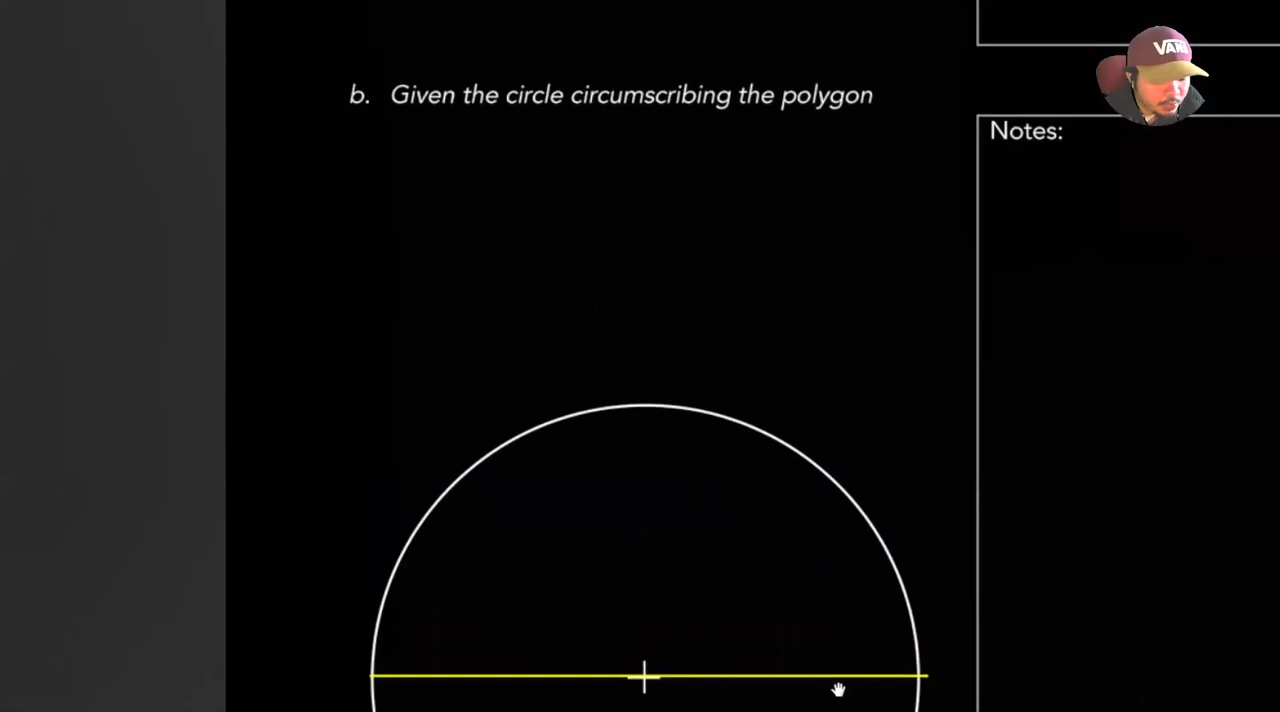 b. Given the circle circumscribing the polygon
VANS
Notes: